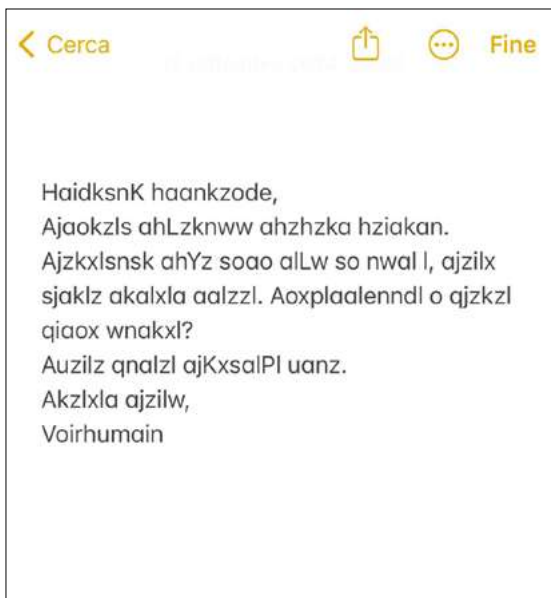 Cerca
Fine
HaidksnK haankzode,
Ajaokzls ahLzknww ahzhzka hziakan.
Ajzkxlsnsk ahYz soao alLw so nwal l, ajzilx
sjaklz akalxla aalzzl. Aoxplaalenndl o qjzkzl
qiaox wnakxl?
Auzilz qnalzl ajKxsalPl uanz.
Akzlxla ajzilw,
Voirhumain